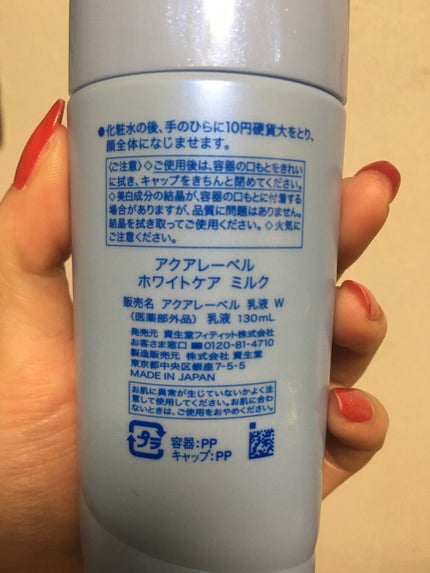 ●化粧水の後、手のひらに10円硬貨大をとり、
顔全体になじませます。
〈ご注意〉◇ご使用後は、容器の口もとをきれい
に拭き、キャップをきちんと閉めてください。
◇美白成分の結晶が、容器の口もとに付着する
場合がありますが、品質に問題はありません。
結晶を拭き取ってご使用ください。◇火気に
ご注意ください。
アクアレーベル
ホワイトケア ミルク
販売名 アクアレーベル 乳液 W
(医薬部外品) 乳液 130mL
発売元 資生堂フィティット株式会社
お客さま窓口 0120-81-4710
製造販売元 株式会社 資生堂
東京都中央区銀座7-5-5
MADE IN JAPAN
お肌に異常が生じていないかよく注
意して使用してください。お肌に合わ
ないときは、ご使用をおやめください。
プラ
容器:PP
キャップ:PP